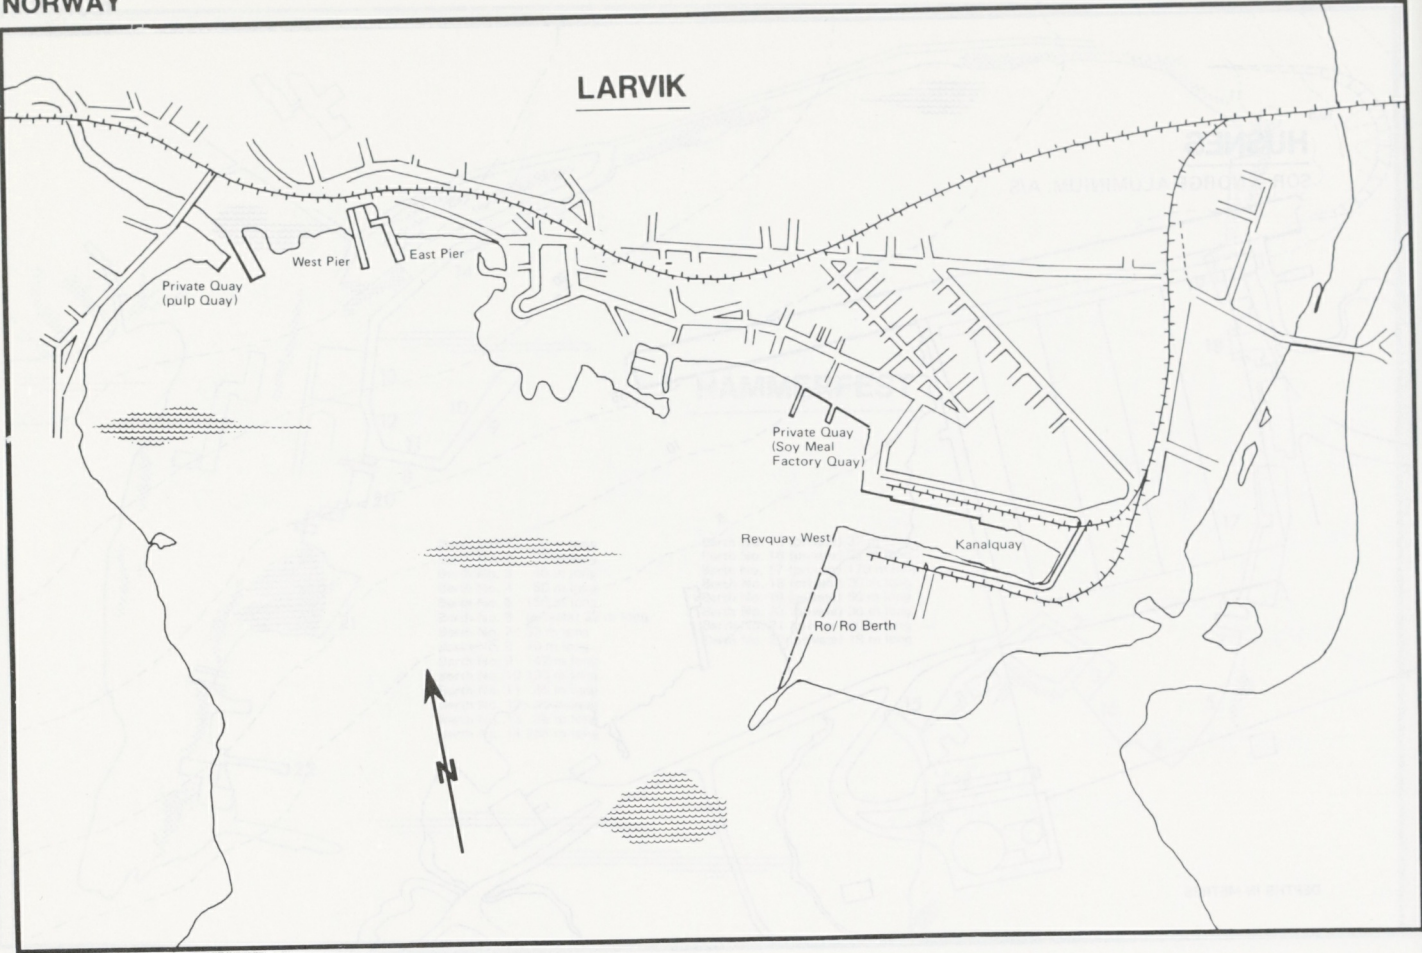 NORWAY
LARVIK
West Pier
East Pier
Private Quay
(pulp Quay)
Private Quay
(Soy Meal
Factory Quay)
Revquay West
Kanalquay
Ro/Ro Berth
N